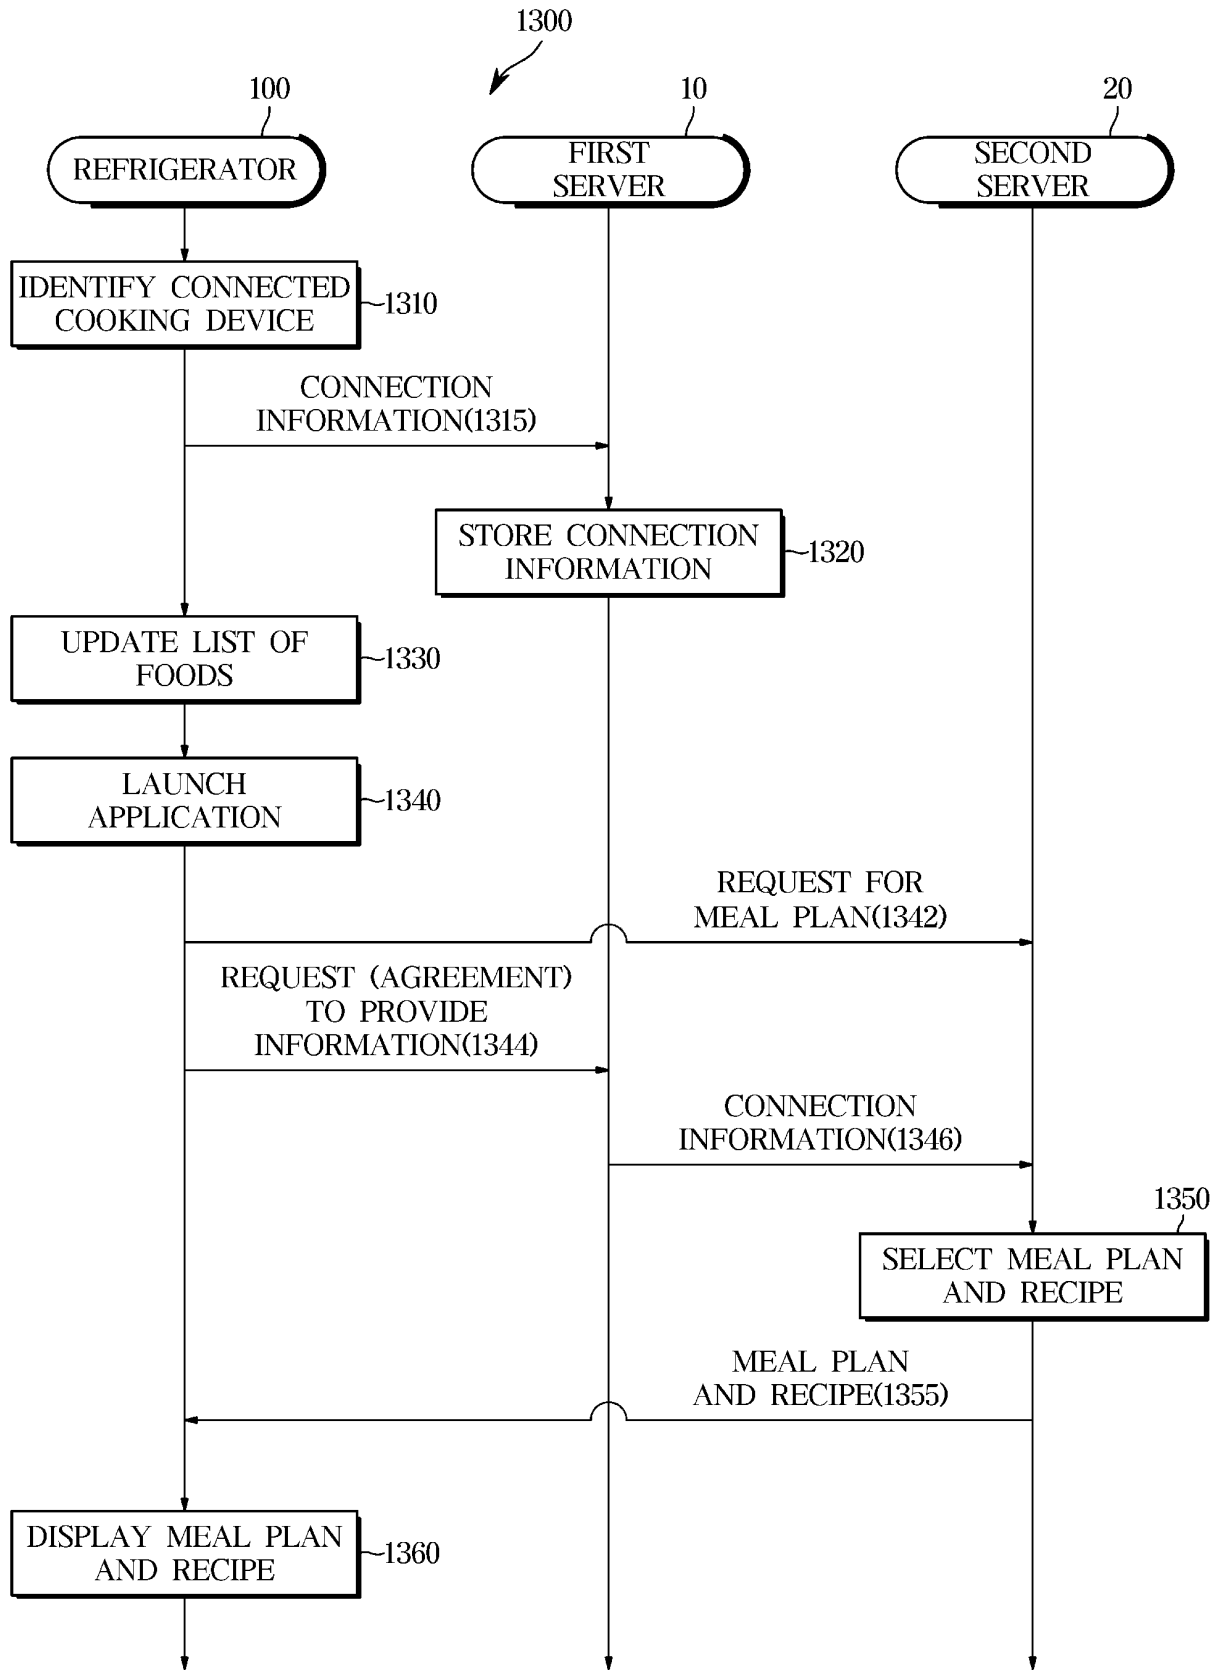 1300
100
10
20
REFRIGERATOR
FIRST
SERVER
SECOND
SERVER
IDENTIFY CONNECTED
COOKING DEVICE
1310
CONNECTION
INFORMATION(1315)
STORE CONNECTION
INFORMATION
1320
UPDATE LIST OF
FOODS
1330
LAUNCH
APPLICATION
1340
REQUEST FOR
MEAL PLAN(1342)
REQUEST (AGREEMENT)
TO PROVIDE
INFORMATION(1344)
CONNECTION
INFORMATION(1346)
1350
SELECT MEAL PLAN
AND RECIPE
MEAL PLAN
AND RECIPE(1355)
DISPLAY MEAL PLAN
AND RECIPE
1360